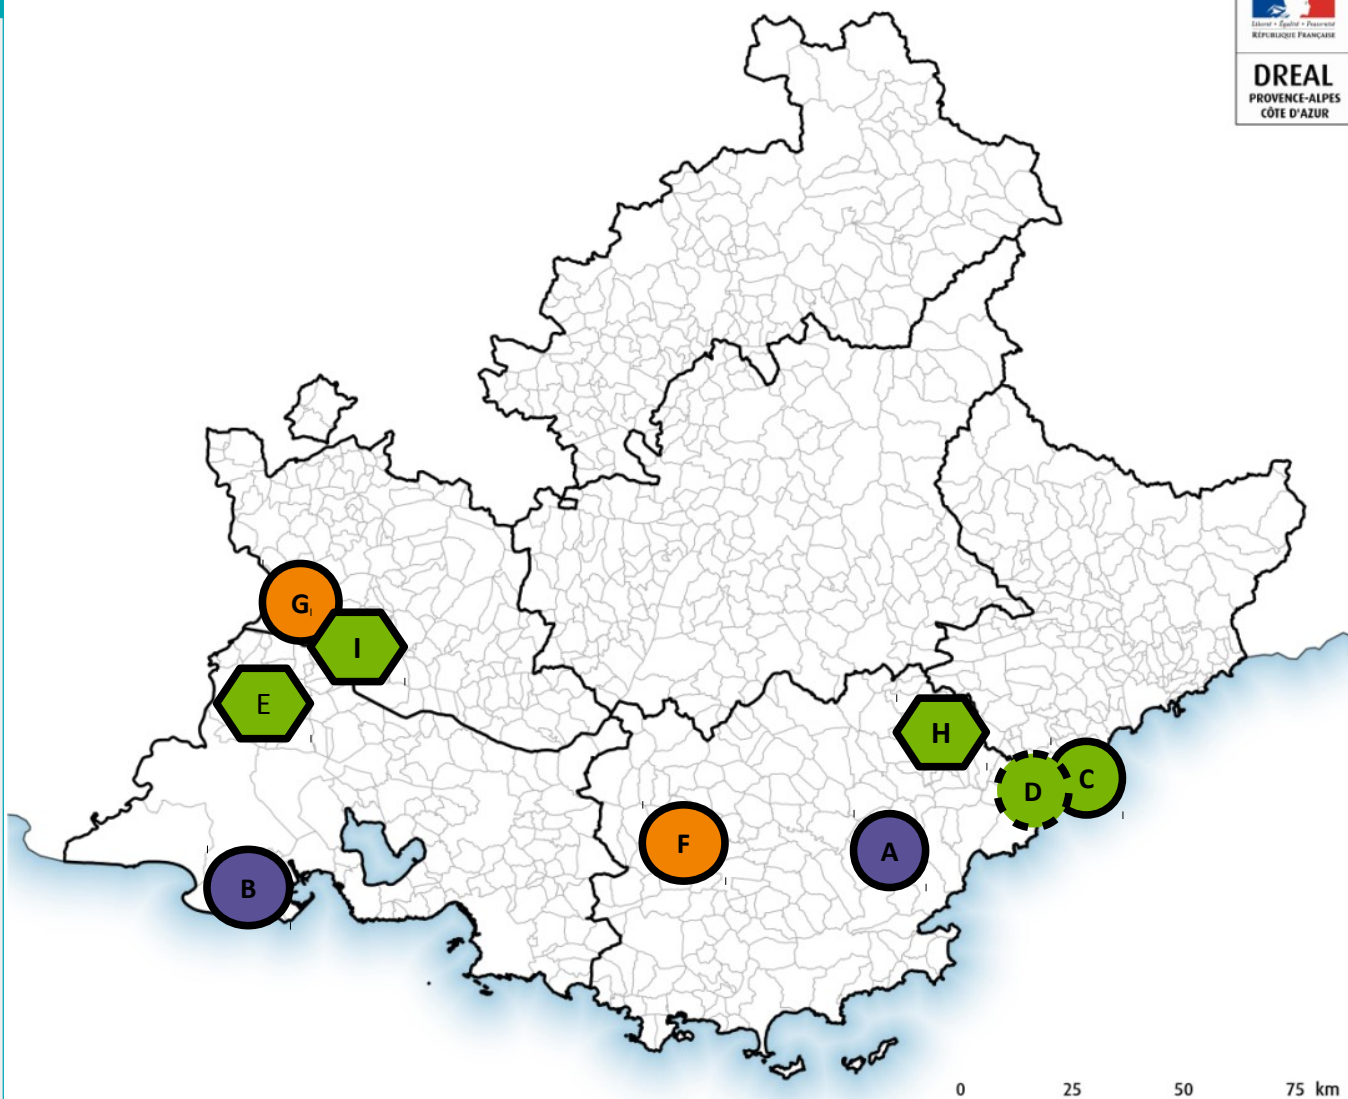 Liberté • Égalité • Fraternité
RÉPUBLIQUE FRANÇAISE
DREAL
PROVENCE-ALPES
CÔTE D'AZUR
G
I
E
H
D
C
F
A
B
0 25 50 75 km